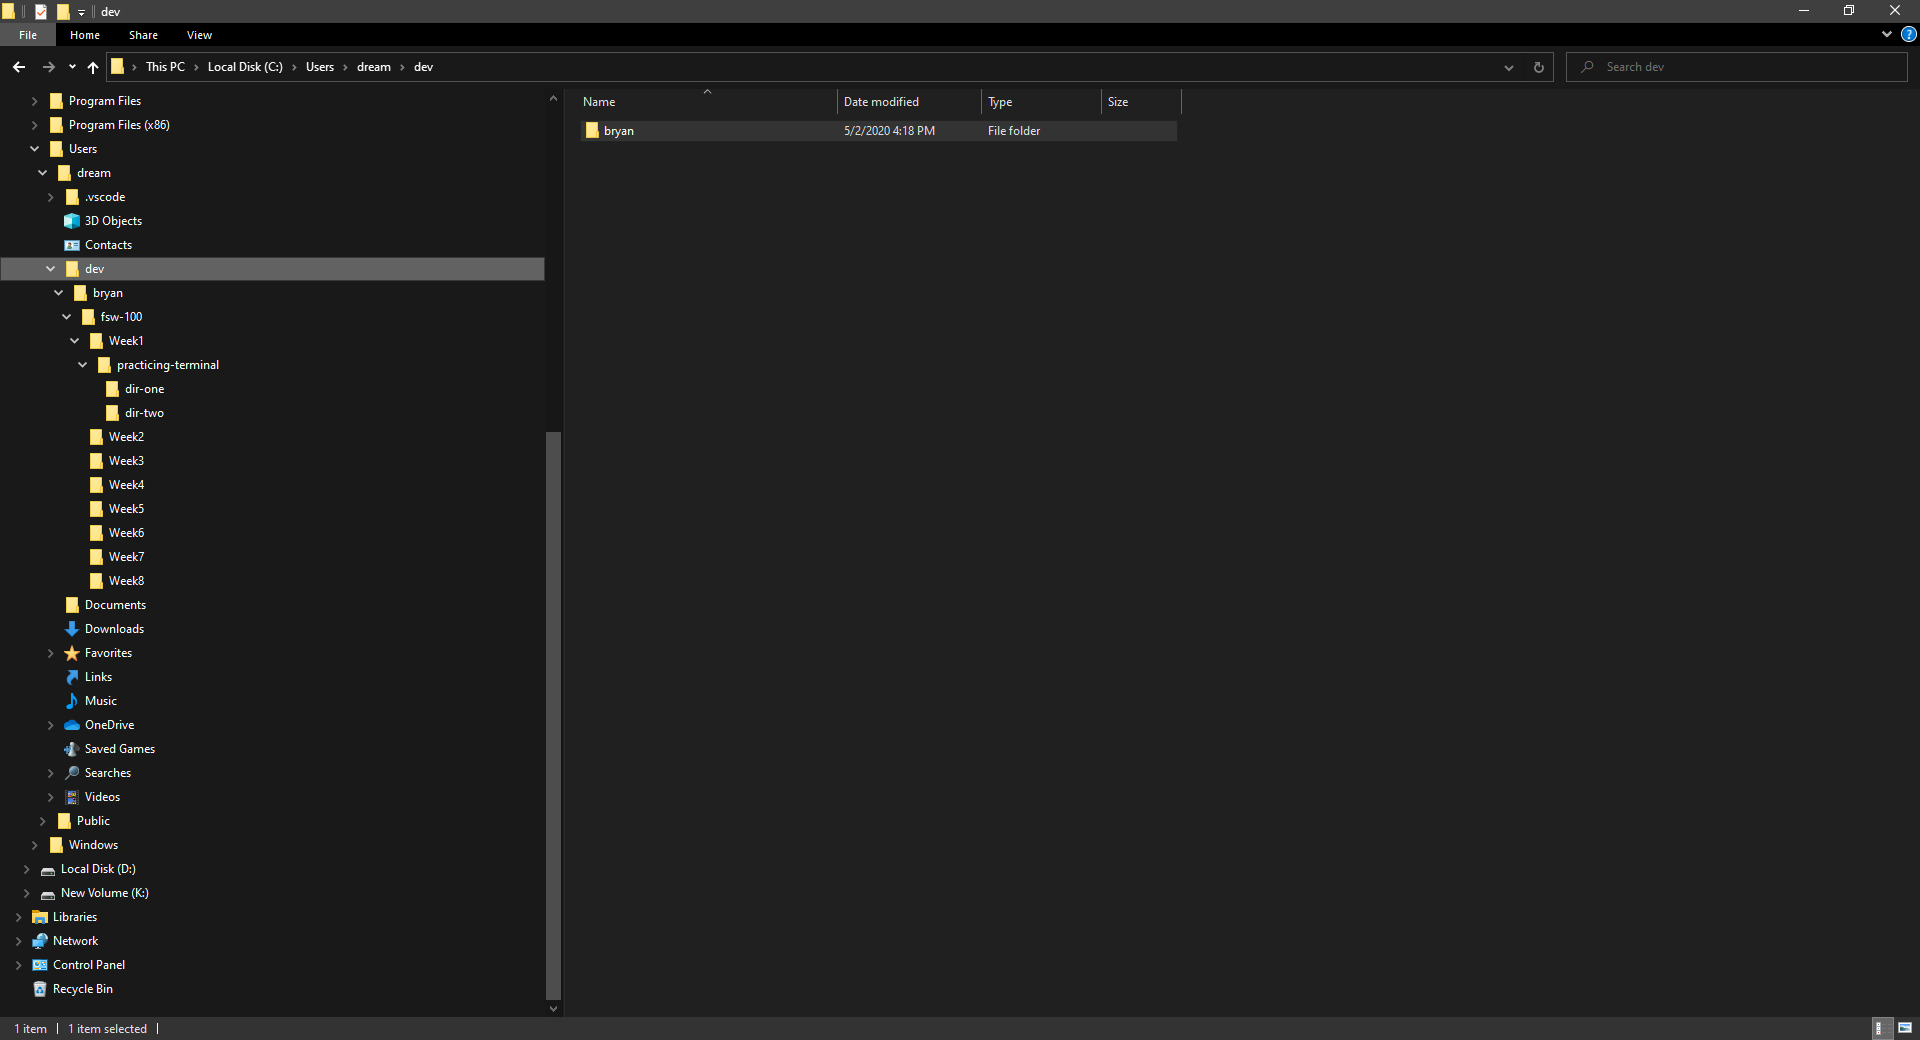 dev
File Home Share View
This PC Local Disk (C:) Users dream dev
Search dev
Program Files
Program Files (x86)
Users
dream
.vscode
3D Objects
Contacts
dev
bryan
fsw-100
Week1
practicing-terminal
dir-one
dir-two
Week2
Week3
Week4
Week5
Week6
Week7
Week8
Documents
Downloads
Favorites
Links
Music
OneDrive
Saved Games
Searches
Videos
Public
Windows
Local Disk (D:)
New Volume (K:)
Libraries
Network
Control Panel
Recycle Bin
Name Date modified Type Size
bryan 5/2/2020 4:18 PM File folder
1 item 1 item selected